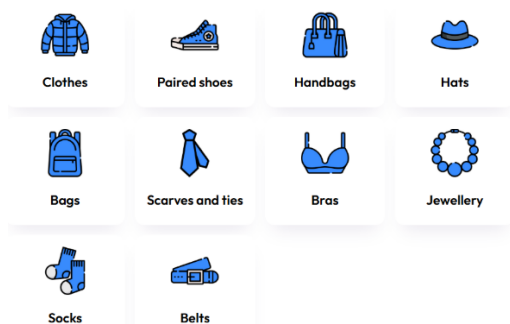 Clothes
Paired shoes
Handbags
Hats
Bags
Scarves and ties
Bras
Jewellery
Socks
Belts